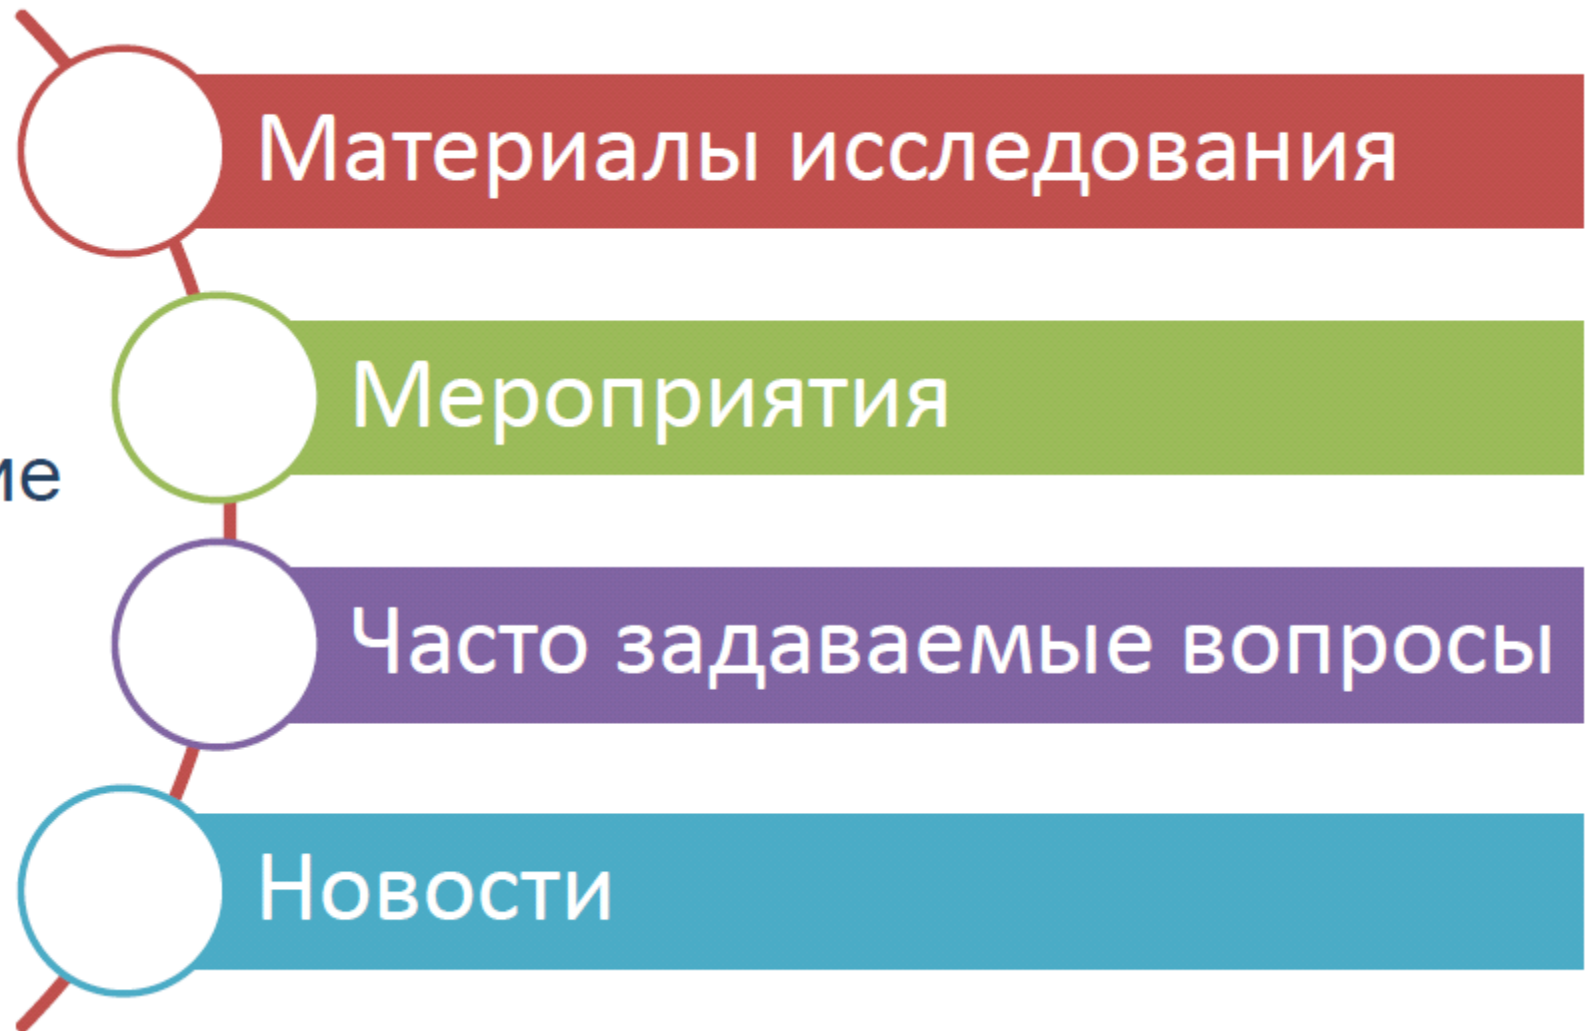 Материалы исследования
Мероприятия
Часто задаваемые вопросы
Новости